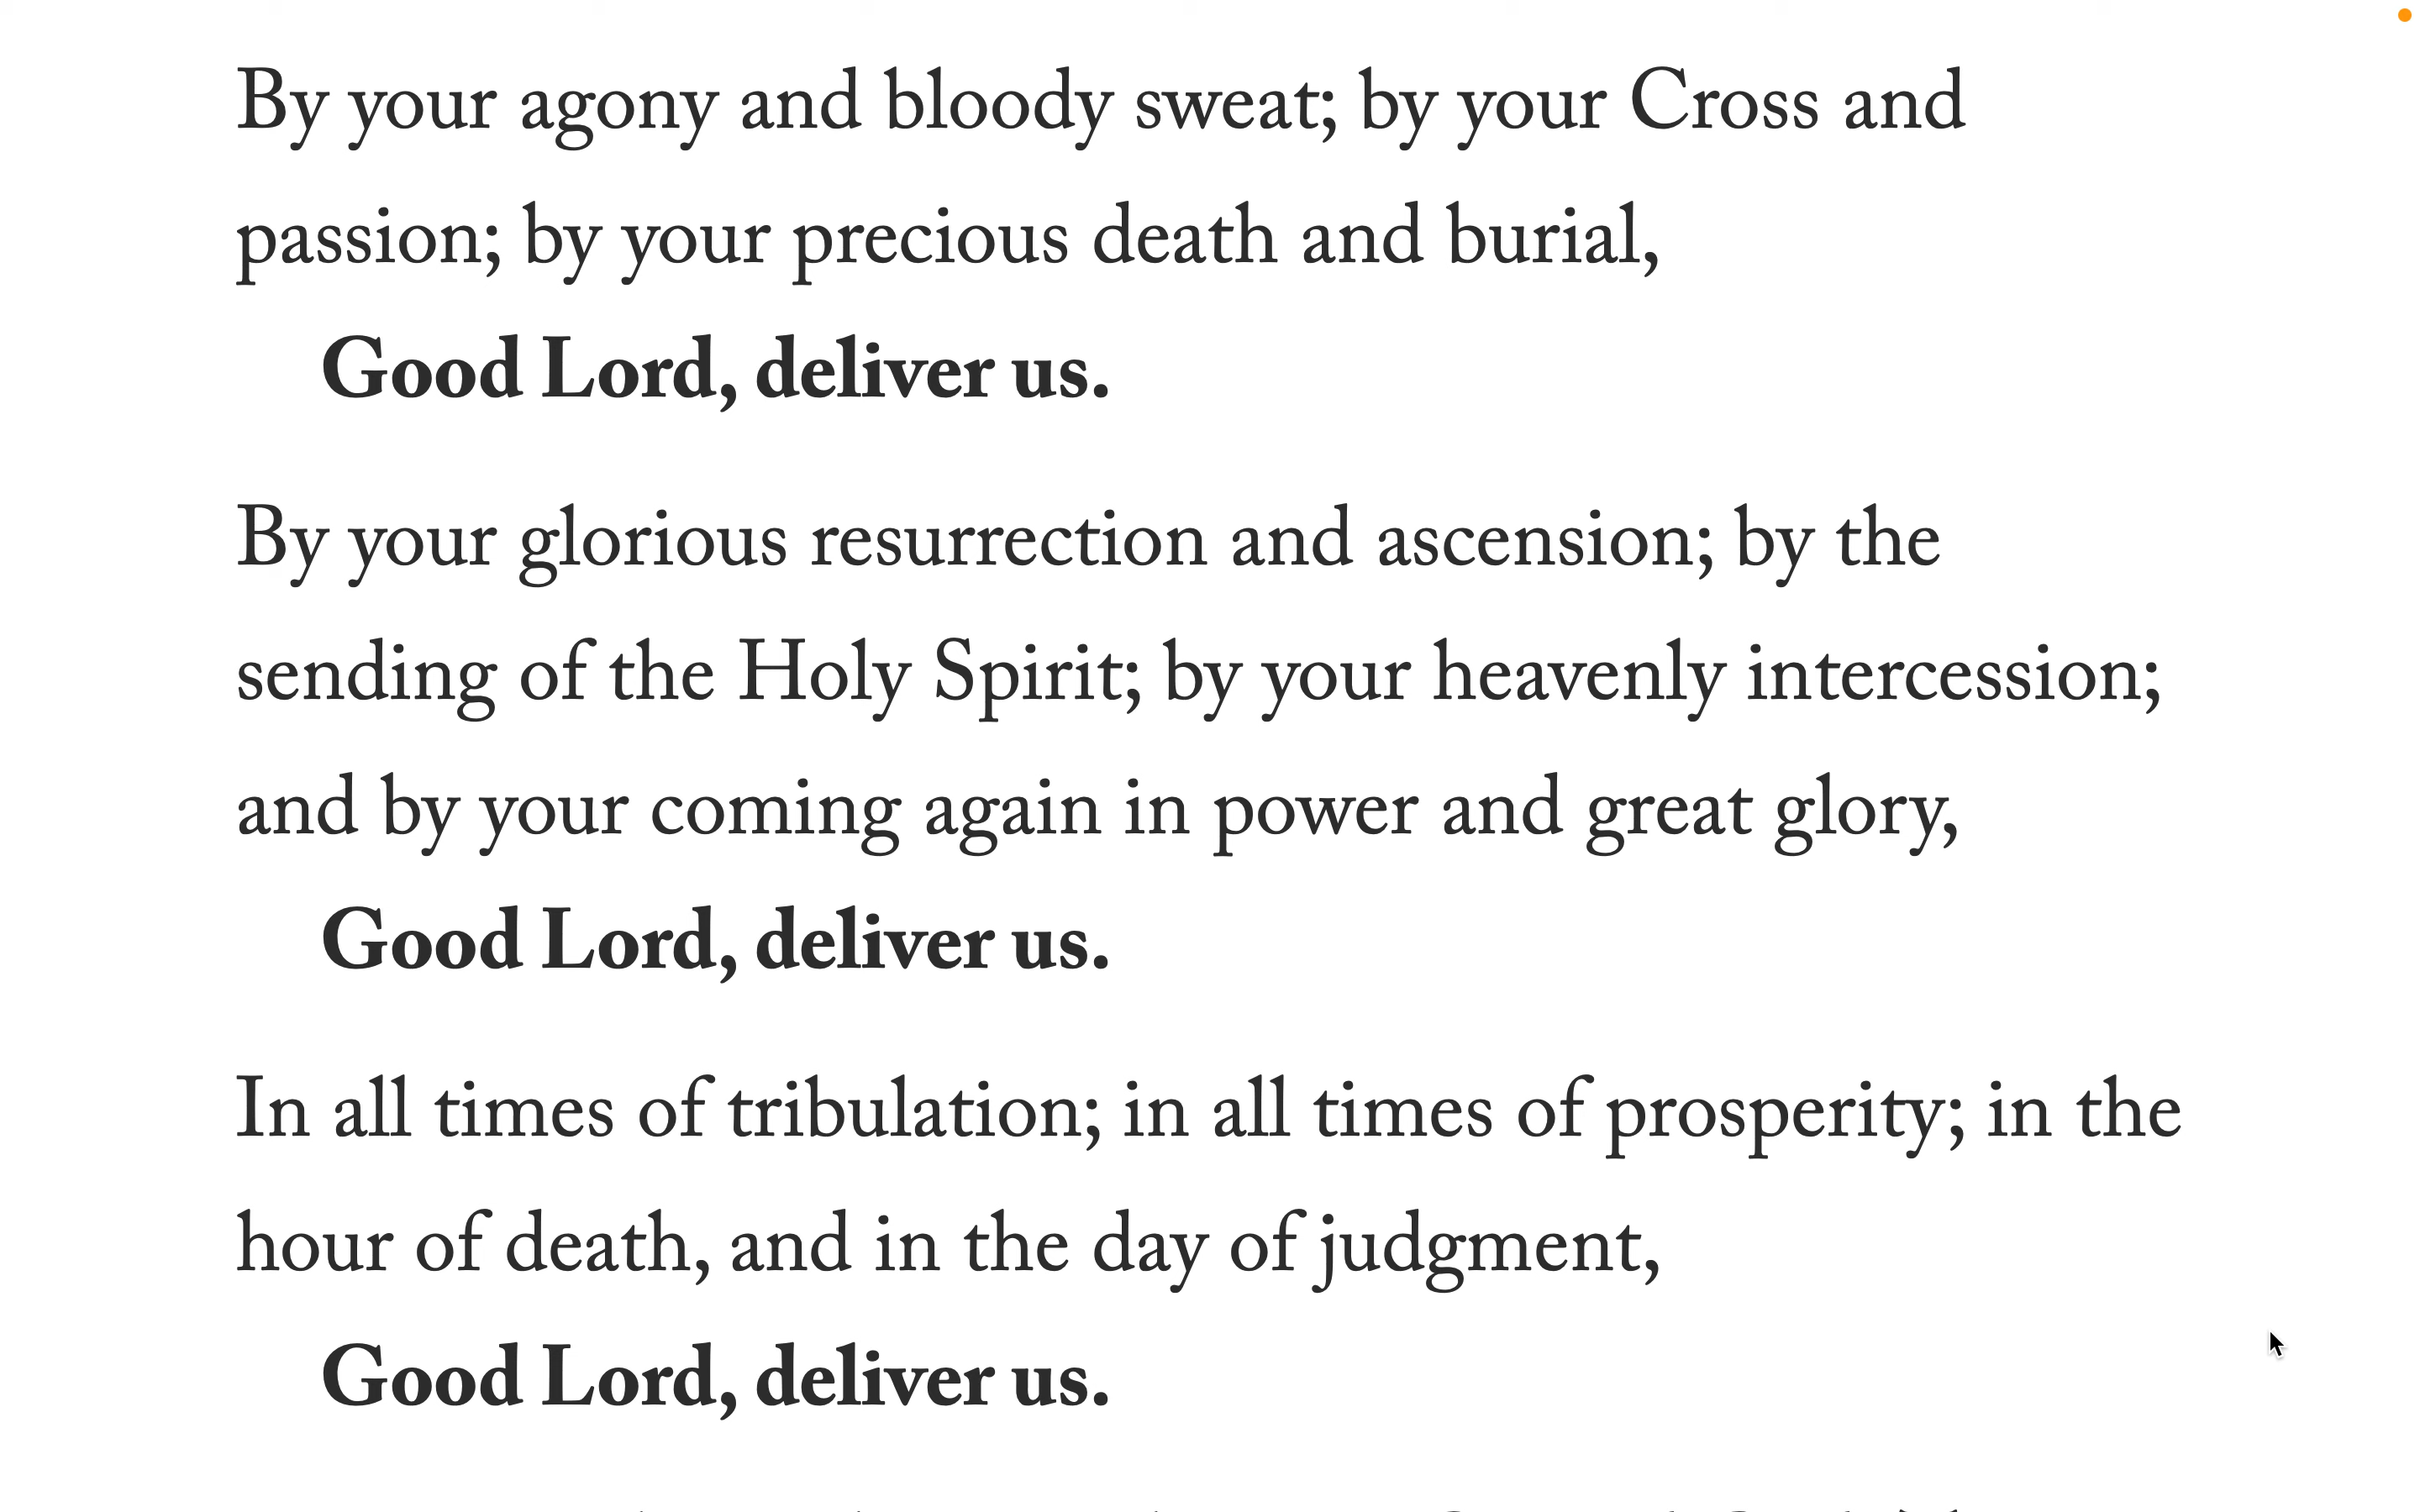 By your agony and bloody sweat; by your Cross and
passion; by your precious death and burial,
Good Lord, deliver us.
By your glorious resurrection and ascension; by the
sending of the Holy Spirit; by your heavenly intercession;
and by your coming again in power and great glory,
Good Lord, deliver us.
In all times of tribulation; in all times of prosperity; in the
hour of death, and in the day of judgment,
Good Lord, deliver us.